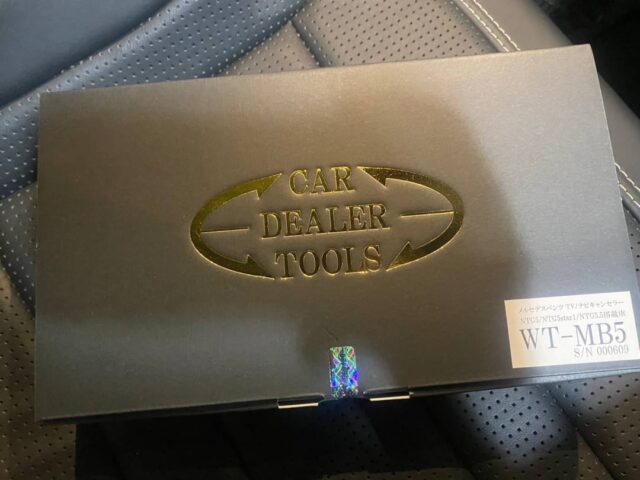 CAR
DEALER
TOOLS
メルセデスベンツ TV/ナビキャンセラー
NTG5/NTG5star1/NTG5.5搭載車
WT-MB5
S/N 000609